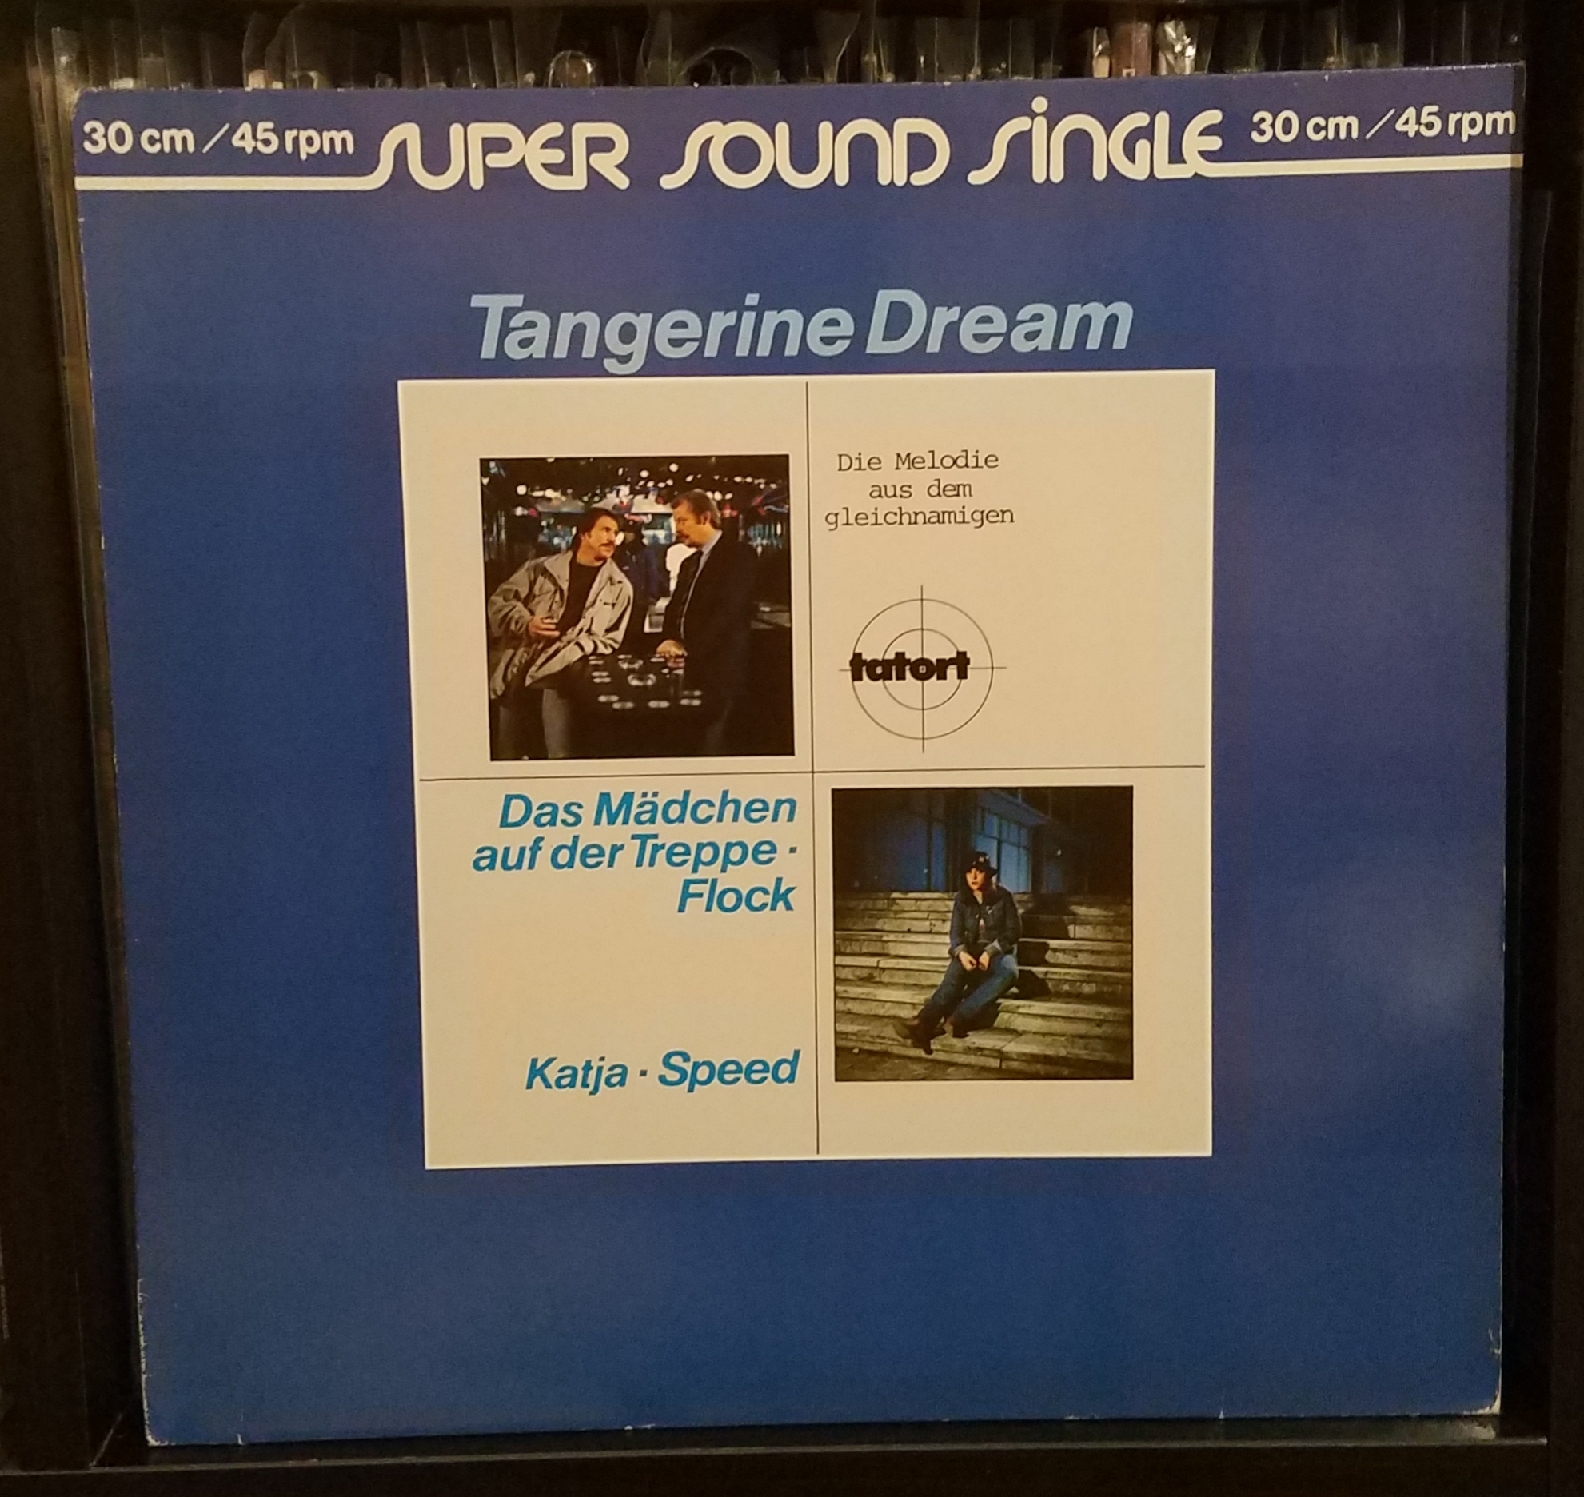 30 cm / 45 rpm SUPER SOUND SINGLE 30 cm / 45 rpm
Tangerine Dream
Die Melodie
aus dem
gleichnamigen
tatort
Das Mädchen
auf der Treppe ·
Flock
Katja · Speed